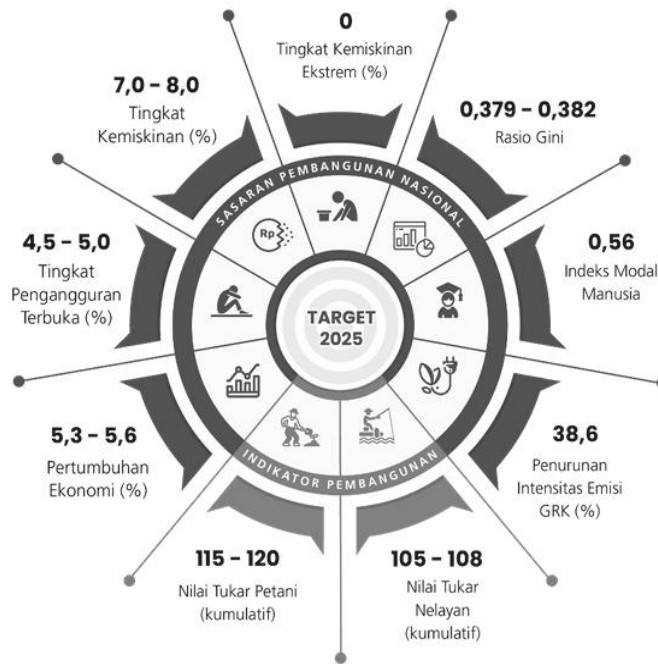 0
Tingkat Kemiskinan
Ekstrem (%)
0,379 – 0,382
Rasio Gini
0,56
Indeks Modal
Manusia
38,6
Penurunan
Intensitas Emisi
GRK (%)
105 – 108
Nilai Tukar
Nelayan
(kumulatif)
115 – 120
Nilai Tukar Petani
(kumulatif)
5,3 – 5,6
Pertumbuhan
Ekonomi (%)
4,5 – 5,0
Tingkat
Pengangguran
Terbuka (%)
7,0 – 8,0
Tingkat
Kemiskinan (%)
SASARAN PEMBANGUNAN NASIONAL
Rp
TARGET
2025
INDIKATOR PEMBANGUNAN